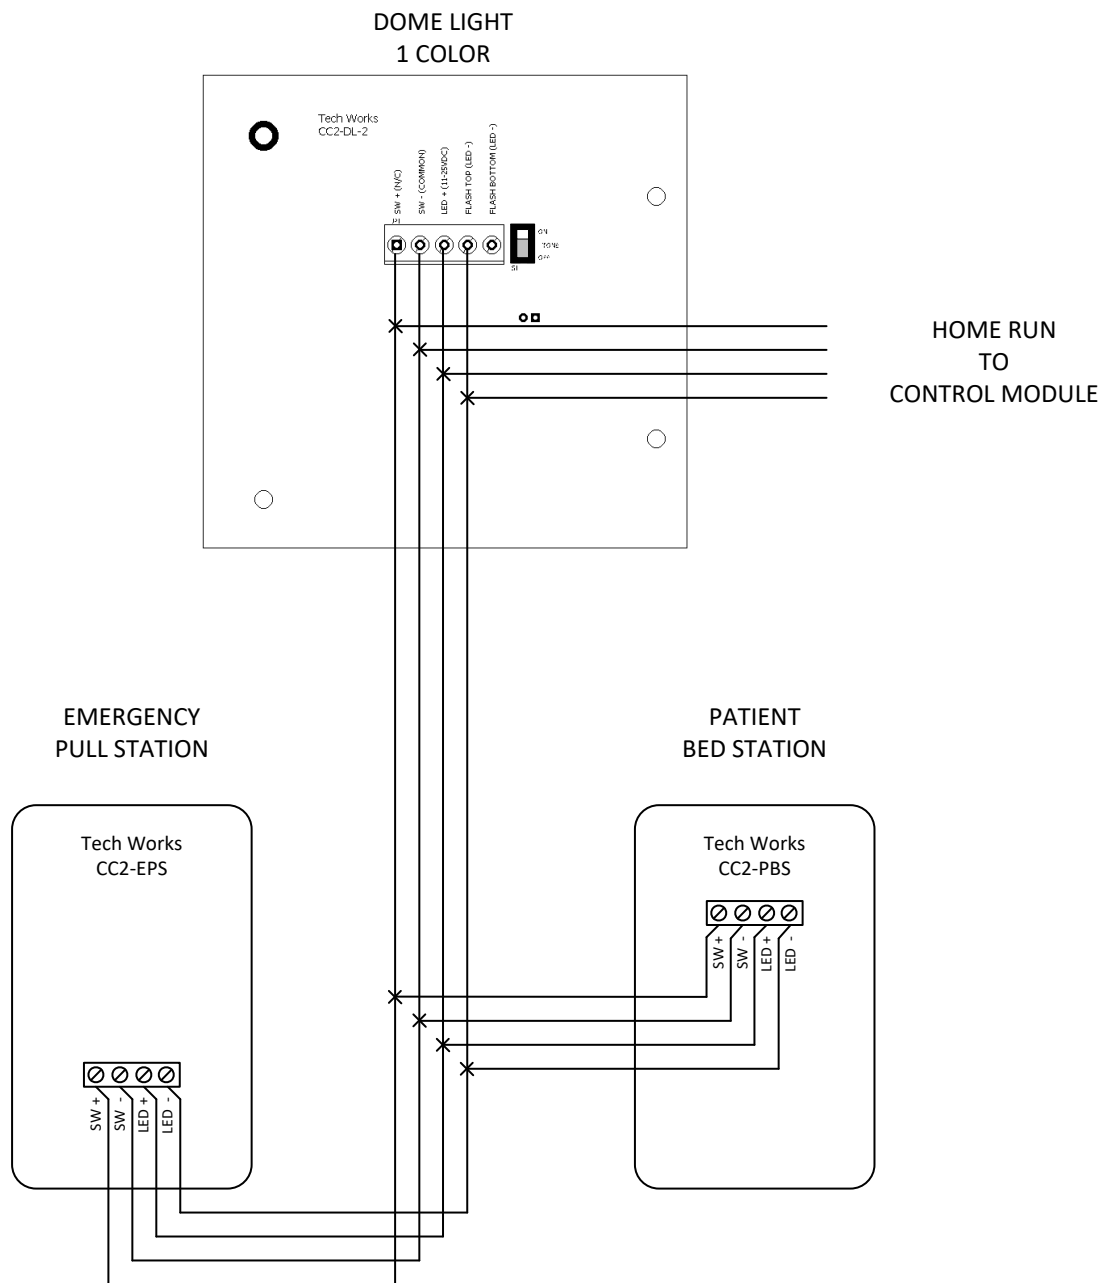 DOME LIGHT
1 COLOR
Tech Works
CC2-DL-2
SW + (N/C)
SW - (COMMON)
LED + (11-25VDC)
FLASH TOP (LED -)
FLASH BOTTOM (LED -)
ON
TONE
OFF
S1
HOME RUN
TO
CONTROL MODULE
EMERGENCY
PULL STATION
PATIENT
BED STATION
Tech Works
CC2-EPS
SW +
SW -
LED +
LED -
Tech Works
CC2-PBS
SW +
SW -
LED +
LED -